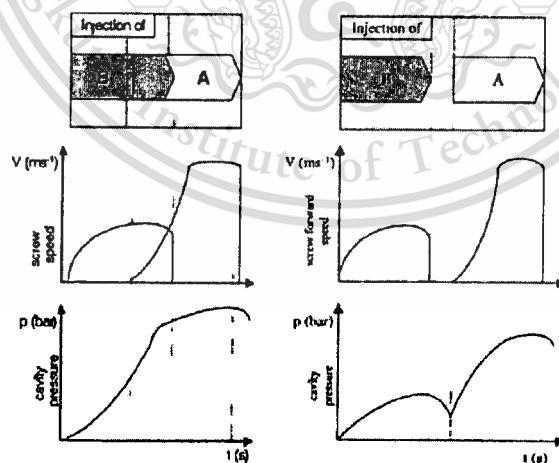 Injection of
A
V (ms⁻¹)
screw
speed
p (bar)
cavity
pressure
t (s)
Injection of
A
V (ms⁻¹)
screw forward
speed
p (bar)
cavity
pressure
t (s)
Institute of Techno